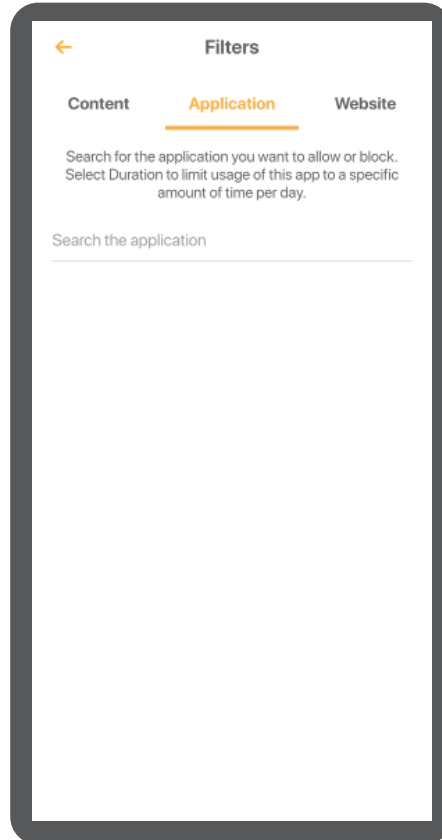 Filters
Content Application Website
Search for the application you want to allow or block.
Select Duration to limit usage of this app to a specific
amount of time per day.
Search the application